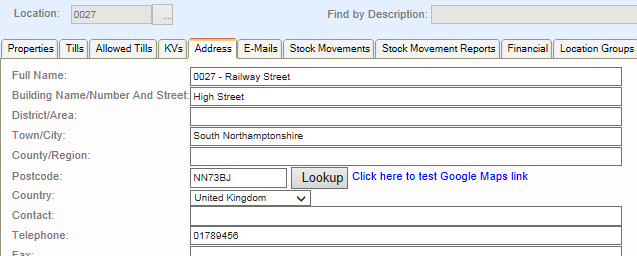 Location: 0027 ... Find by Description:
Properties Tills Allowed Tills KVs Address E-Mails Stock Movements Stock Movement Reports Financial Location Groups
Full Name: 0027 - Railway Street
Building Name/Number And Street: High Street
District/Area:
Town/City: South Northamptonshire
County/Region:
Postcode: NN73BJ Lookup Click here to test Google Maps link
Country: United Kingdom
Contact:
Telephone: 01789456
Fax: